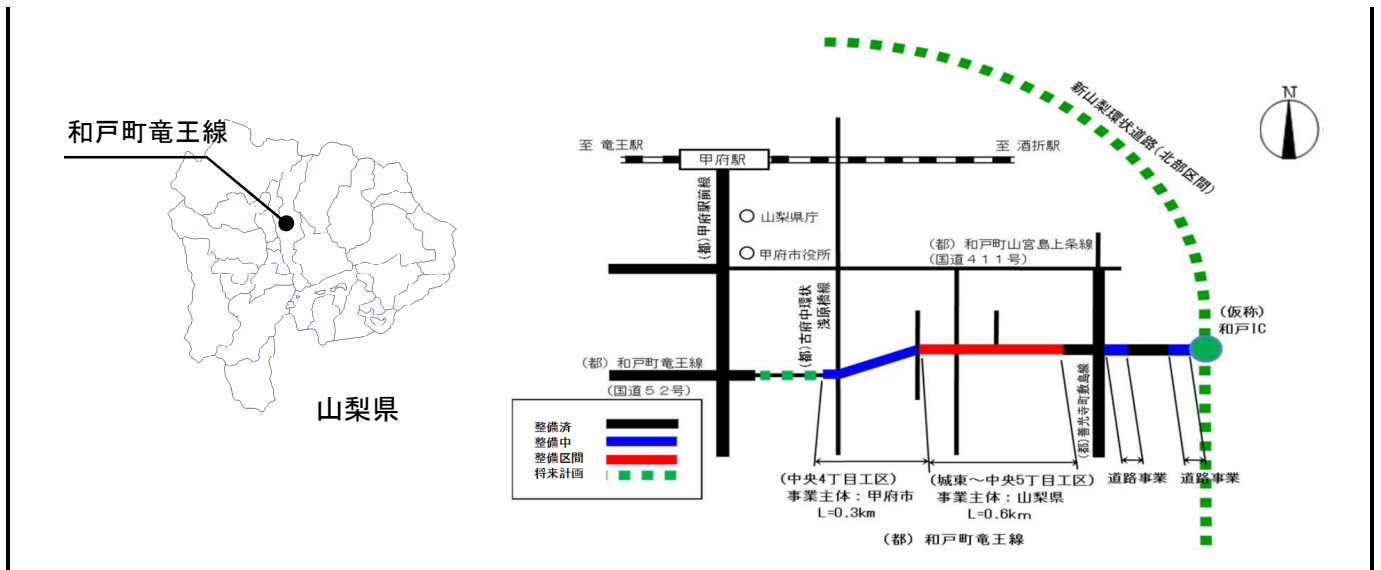 和戸町竜王線
山梨県
新山梨環状道路(北部区間)
N
至 竜王駅
甲府駅
至 酒折駅
(都)甲府駅前線
山梨県庁
甲府市役所
(都) 和戸町山宮島上条線
(国道411号)
(都)古府中環状
浅原橋線
(仮称)
和戸IC
(都) 和戸町竜王線
(国道52号)
(都)善光寺町敷島線
整備済
整備中
整備区間
将来計画
(中央4丁目工区)
事業主体:甲府市
L=0.3km
(城東~中央5丁目工区)
事業主体:山梨県
L=0.6km
道路事業
道路事業
(都) 和戸町竜王線